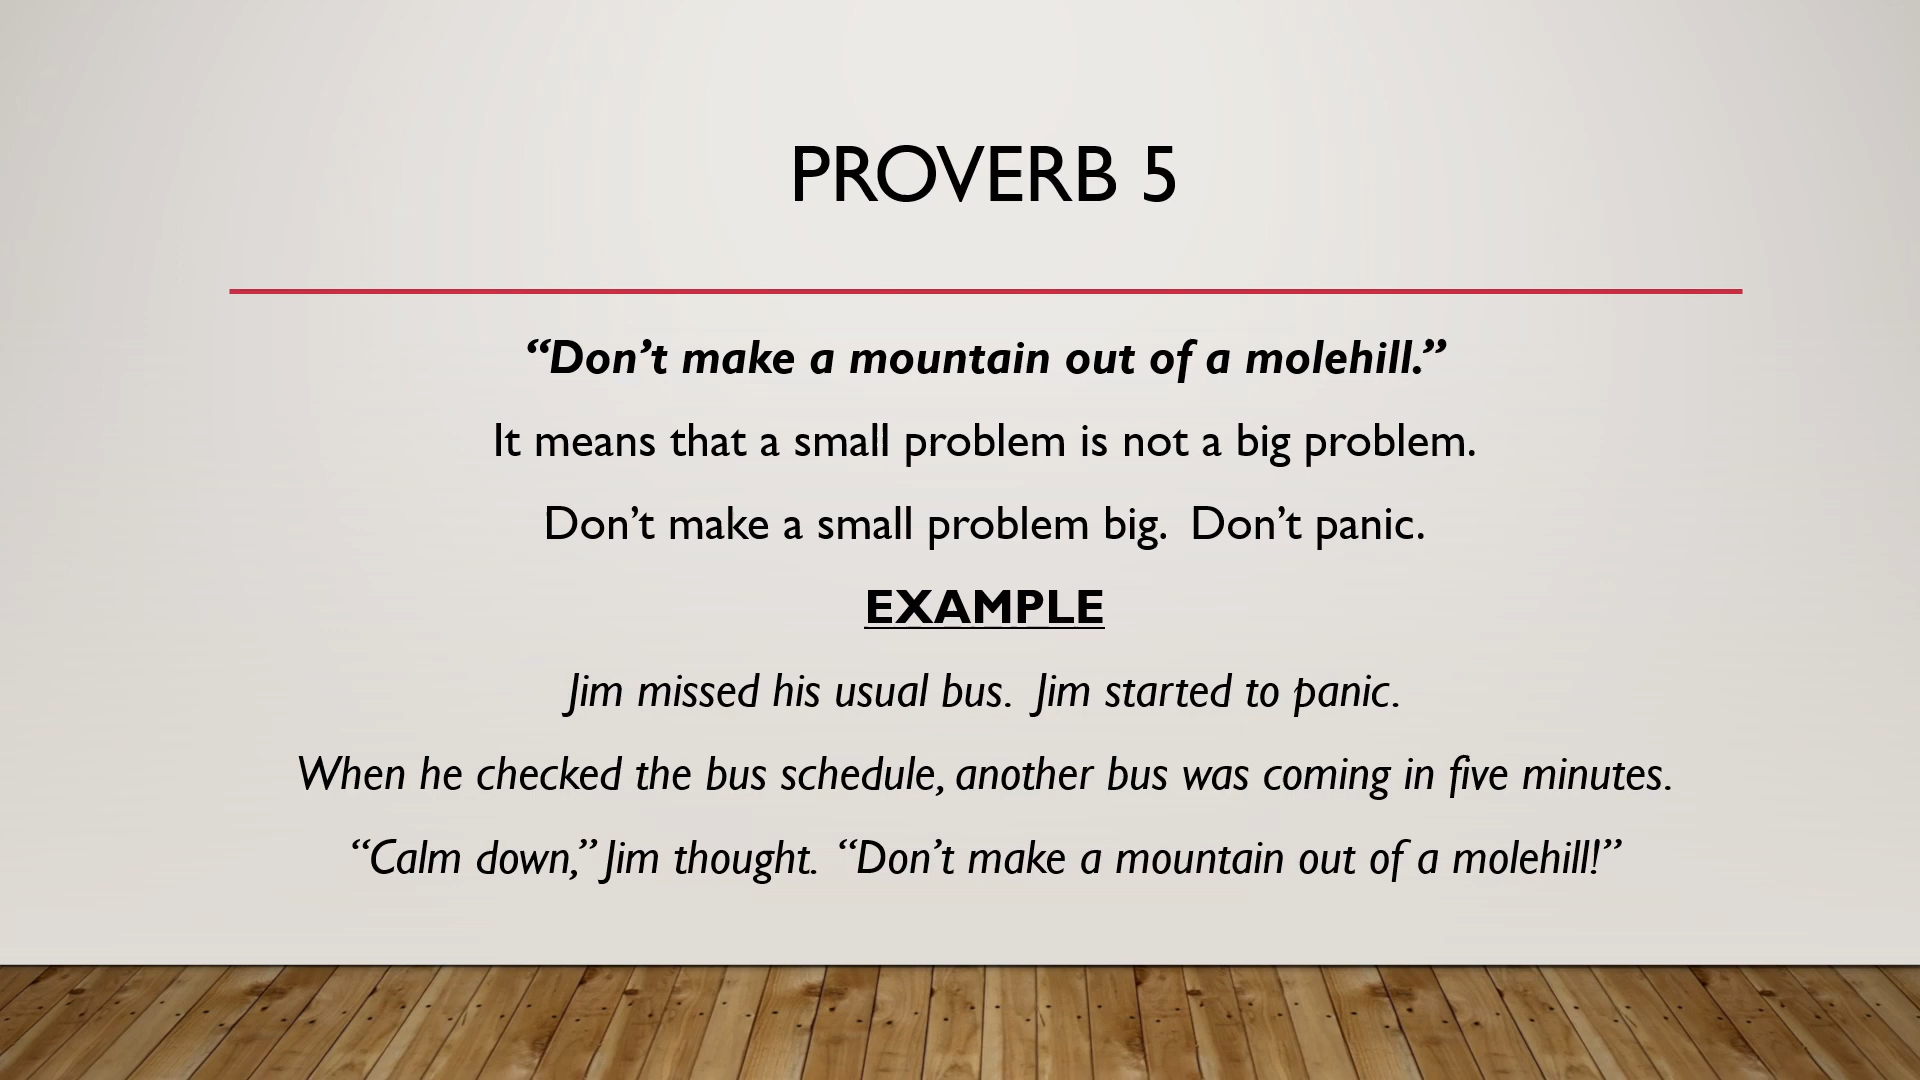 PROVERB 5
“Don’t make a mountain out of a molehill.”
It means that a small problem is not a big problem.
Don’t make a small problem big.  Don’t panic.
EXAMPLE
Jim missed his usual bus.  Jim started to panic.
When he checked the bus schedule, another bus was coming in five minutes.
“Calm down,” Jim thought.  “Don’t make a mountain out of a molehill!”